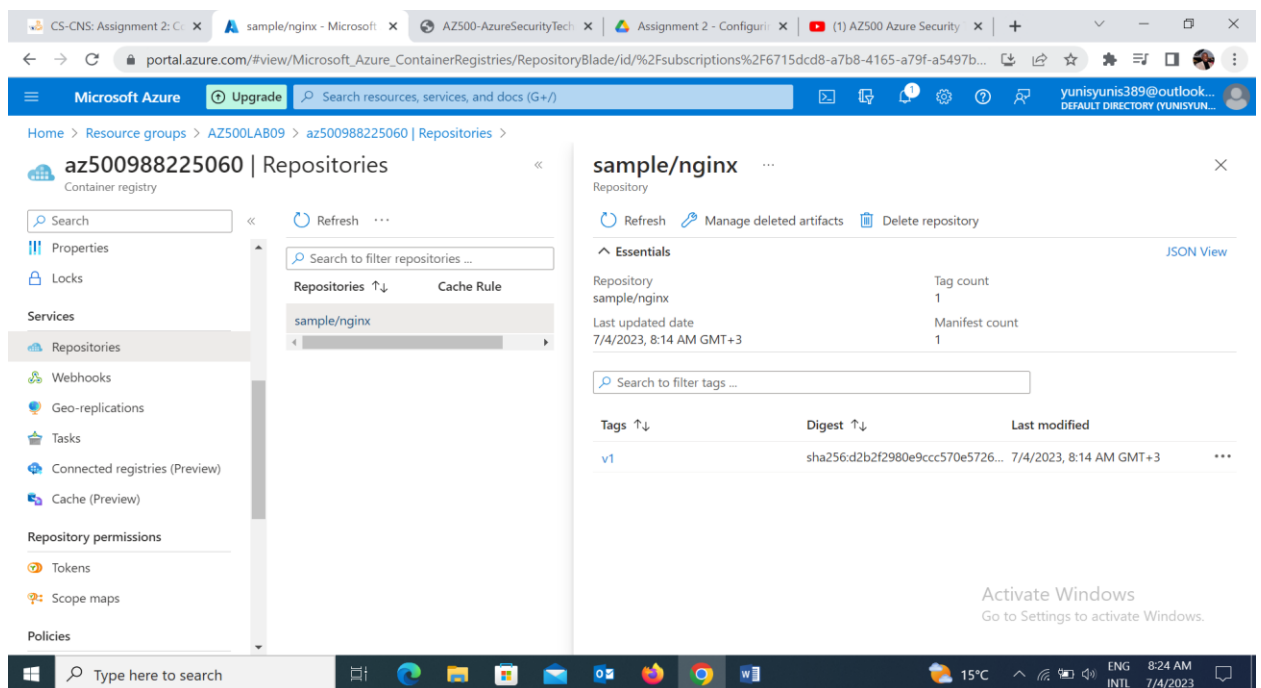 CS-CNS: Assignment 2: Cc
sample/nginx - Microsoft
AZ500-AzureSecurityTech
Assignment 2 - Configurin
(1) AZ500 Azure Security
portal.azure.com/#view/Microsoft_Azure_ContainerRegistries/RepositoryBlade/id/%2Fsubscriptions%2F6715dcd8-a7b8-4165-a79f-a5497b...
Microsoft Azure
Upgrade
Search resources, services, and docs (G+/)
yunisyunis389@outlook...
DEFAULT DIRECTORY (YUNISYUN...
Home > Resource groups > AZ500LAB09 > az500988225060 | Repositories >
az500988225060 | Repositories
Container registry
Search
Properties
Locks
Services
Repositories
Webhooks
Geo-replications
Tasks
Connected registries (Preview)
Cache (Preview)
Repository permissions
Tokens
Scope maps
Policies
Refresh ...
Search to filter repositories ...
Repositories ↑↓ Cache Rule
sample/nginx
sample/nginx ...
Repository
Refresh Manage deleted artifacts Delete repository
Essentials
JSON View
Repository
sample/nginx
Tag count
1
Last updated date
7/4/2023, 8:14 AM GMT+3
Manifest count
1
Search to filter tags ...
Tags ↑↓ Digest ↑↓ Last modified
v1 sha256:d2b2f2980e9ccc570e5726... 7/4/2023, 8:14 AM GMT+3 ...
Activate Windows
Go to Settings to activate Windows.
Type here to search
15°C
ENG
INTL
8:24 AM
7/4/2023